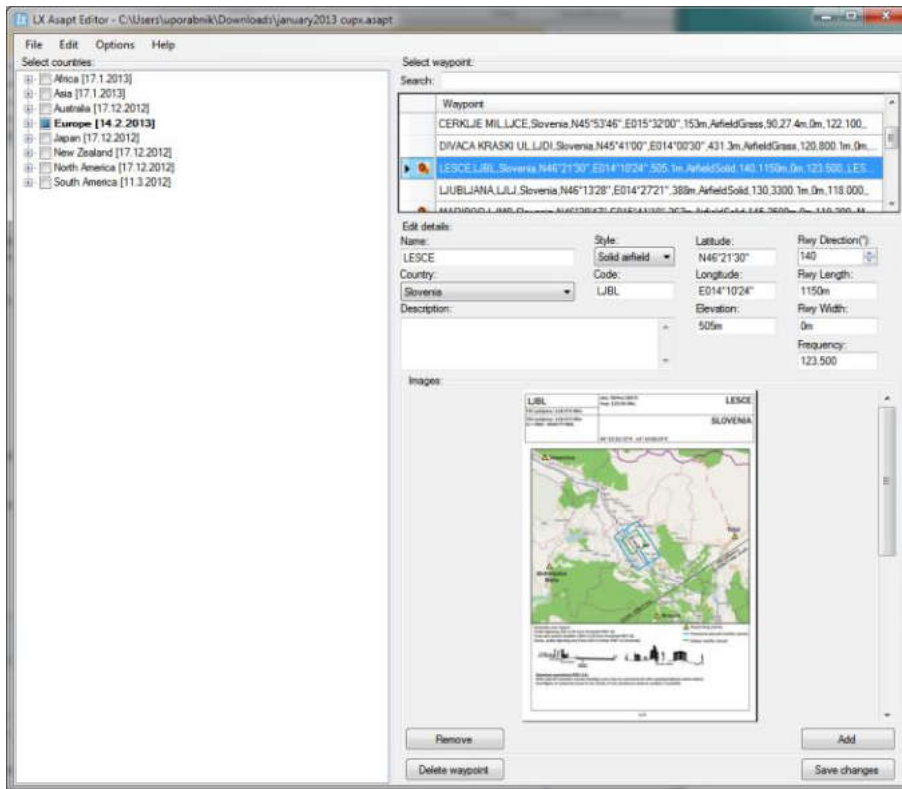 LX Asapt Editor - C:\Users\uporabnik\Downloads\january2013 cupx.asapt
File Edit Options Help
Select countries:
Africa [17.1.2013]
Asia [17.1.2013]
Australia [17.12.2012]
Europe [14.2.2013]
Japan [17.12.2012]
New Zealand [17.12.2012]
North America [17.12.2012]
South America [11.3.2012]
Select waypoint:
Search:
Waypoint
CERKLJE MIL,LJCE,Slovenia,N45°53'46",E015°32'00",153m,AirfieldGrass,90,27.4m,0m,122.100,..
DIVACA KRASKI UL,LJDI,Slovenia,N45°41'00",E014°00'30",431.3m,AirfieldGrass,120,800.1m,0m,...
LESCE,LJBL,Slovenia,N46°21'30",E014°10'24",505.1m,AirfieldSolid,140,1150m,0m,123.500,LES...
LJUBLJANA,LJLJ,Slovenia,N46°13'28",E014°27'21",388m,AirfieldSolid,130,3300.1m,0m,118.000,..
Edit details:
Name:
LESCE
Style:
Solid airfield
Latitude:
N46°21'30"
Rwy Direction(°):
140
Country:
Slovenia
Code:
LJBL
Longtitude:
E014°10'24"
Rwy Length:
1150m
Description:
Elevation:
505m
Rwy Width:
0m
Frequency:
123.500
Images:
LJBL
LESCE
SLOVENIA
Remove
Add
Delete waypoint
Save changes